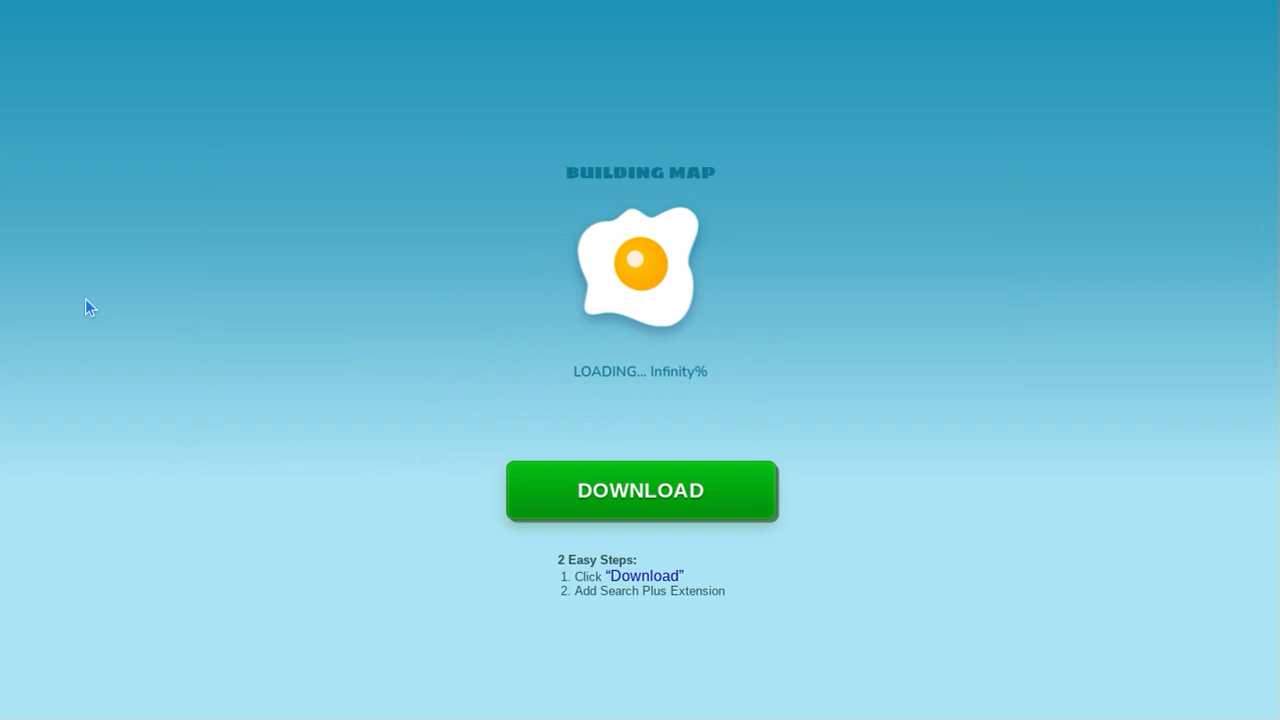 BUILDING MAP
LOADING... Infinity%
DOWNLOAD
2 Easy Steps:
1. Click “Download”
2. Add Search Plus Extension